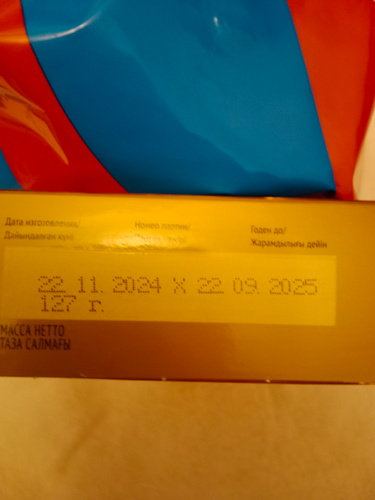 Дата изготовления/ Номер партии/ Годен до/
Дайындалған күні Жарамдылығы дейін
22 11. 2024 X 22 09. 2025
127 г.
МАССА НЕТТО
ТАЗА САЛМАҒЫ